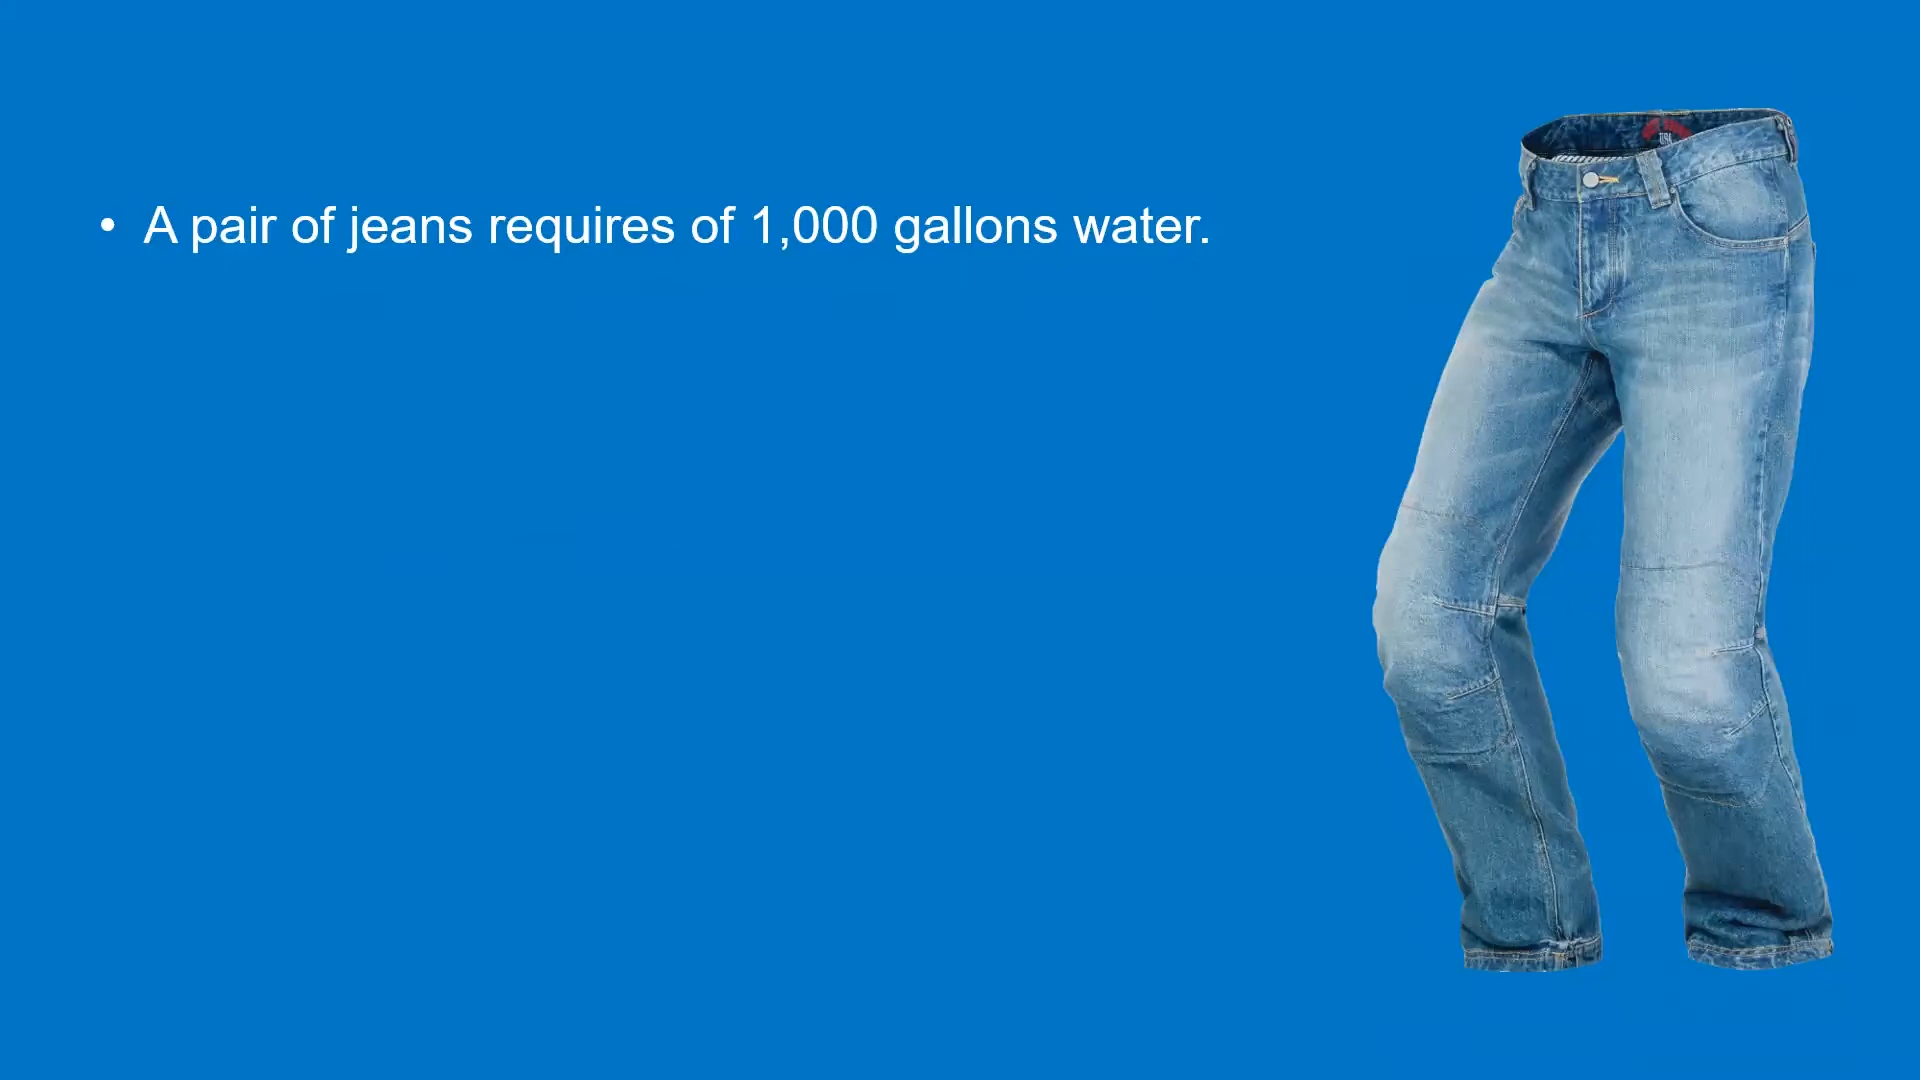 • A pair of jeans requires of 1,000 gallons water.